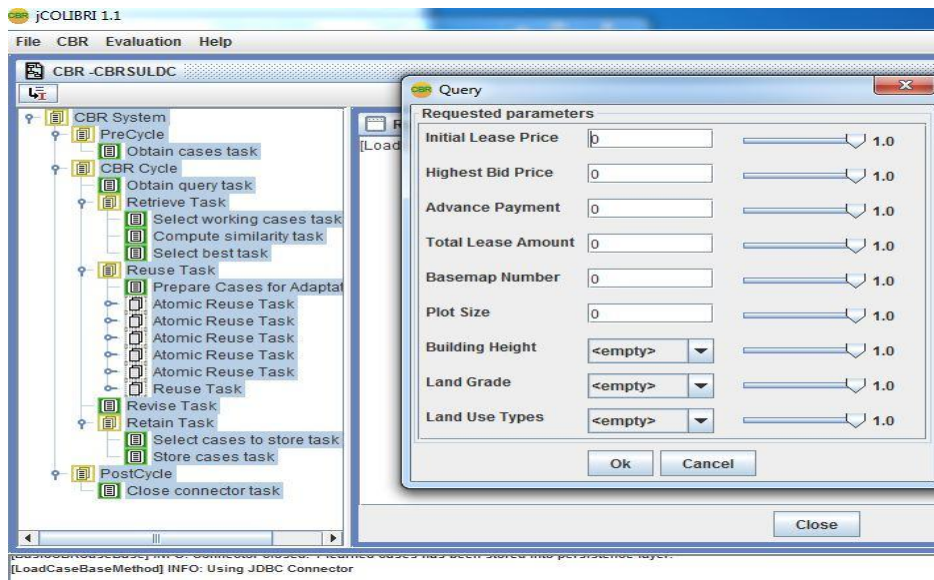 jCOLIBRI 1.1
File CBR Evaluation Help
CBR -CBRSULDC
CBR System
PreCycle
Obtain cases task
CBR Cycle
Obtain query task
Retrieve Task
Select working cases task
Compute similarity task
Select best task
Reuse Task
Prepare Cases for Adaptat
Atomic Reuse Task
Atomic Reuse Task
Atomic Reuse Task
Atomic Reuse Task
Atomic Reuse Task
Reuse Task
Revise Task
Retain Task
Select cases to store task
Store cases task
PostCycle
Close connector task
[Load
CBR Query
Requested parameters
Initial Lease Price 0 1.0
Highest Bid Price 0 1.0
Advance Payment 0 1.0
Total Lease Amount 0 1.0
Basemap Number 0 1.0
Plot Size 0 1.0
Building Height <empty> 1.0
Land Grade <empty> 1.0
Land Use Types <empty> 1.0
Ok Cancel
Close
[LoadCaseBaseMethod] INFO: Using JDBC Connector